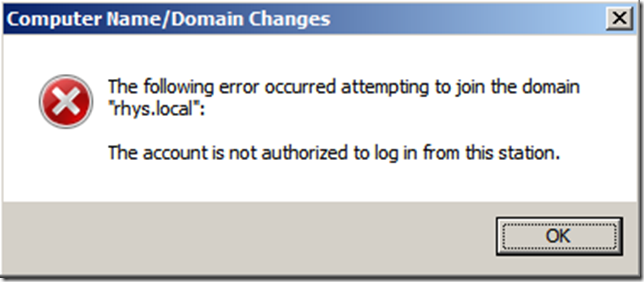 Computer Name/Domain Changes
The following error occurred attempting to join the domain
"rhys.local":
The account is not authorized to log in from this station.
OK